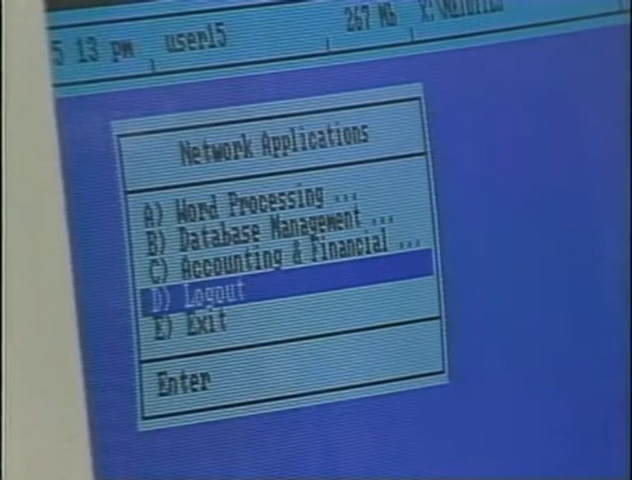 5 13 pm user15 267 Mb
Network Applications
A) Word Processing ...
B) Database Management ...
C) Accounting & Financial ...
D) Logout
E) Exit
Enter